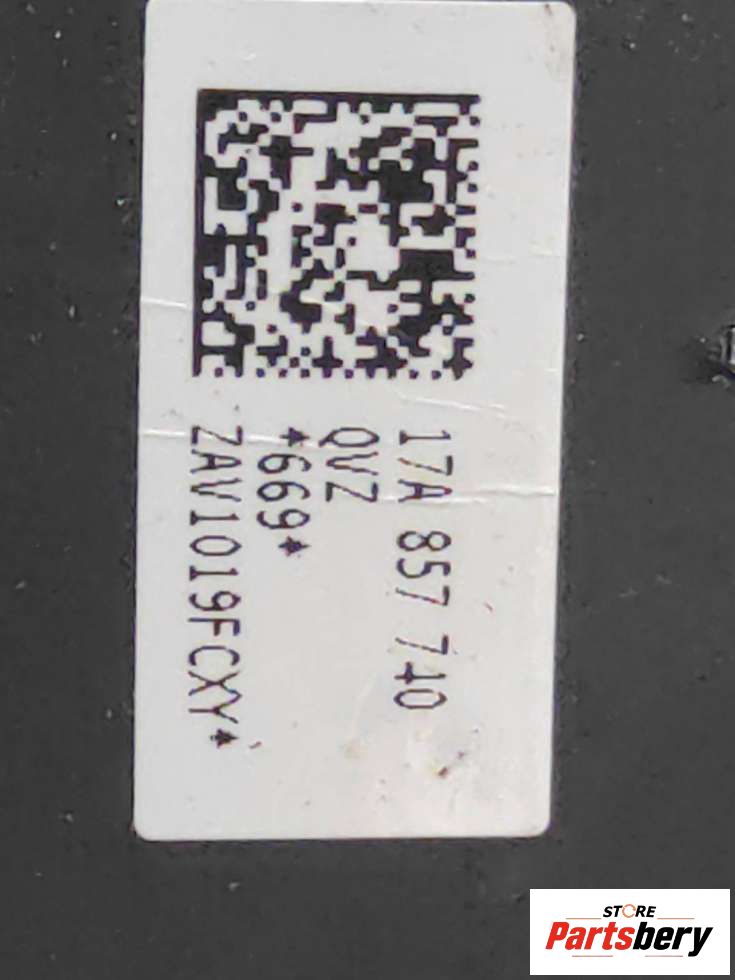 17A 857 740
QVZ
*669*
ZAV1019FCXY*
STORE
Partsbery